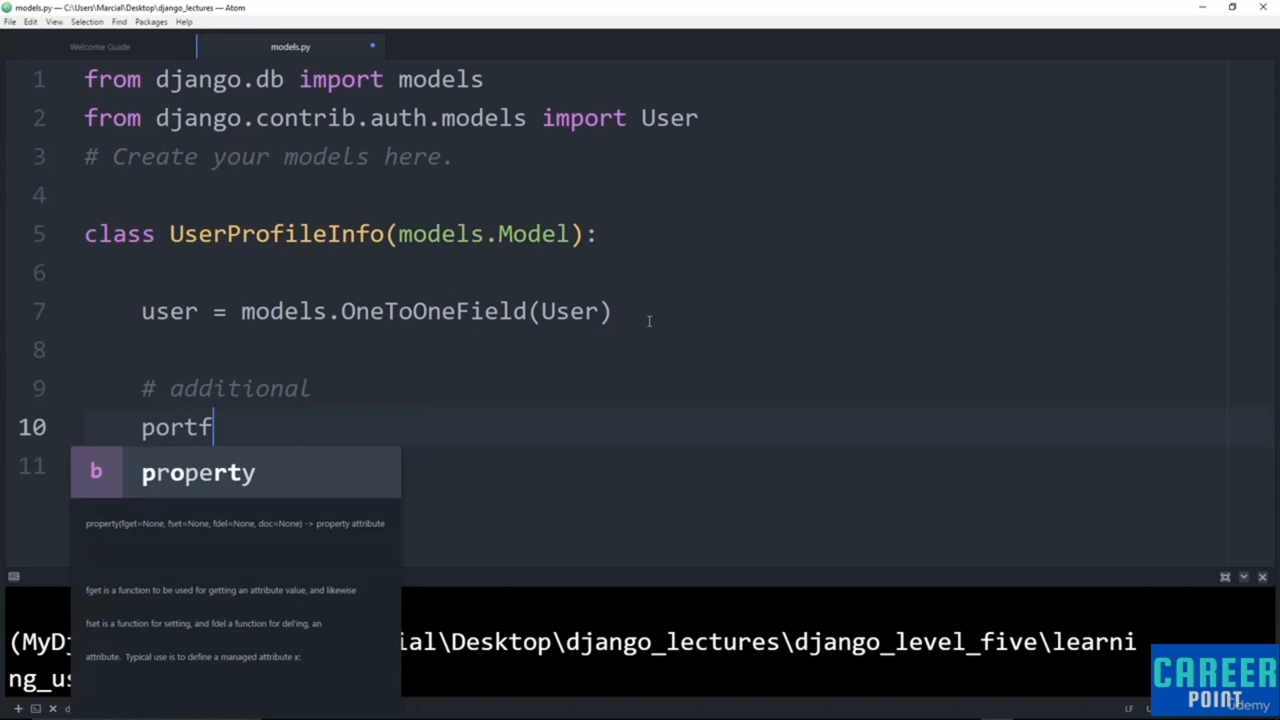 models.py — C:\Users\Marcial\Desktop\django_lectures — Atom
File Edit View Selection Find Packages Help
Welcome Guide models.py
1 from django.db import models
2 from django.contrib.auth.models import User
3 # Create your models here.
4
5 class UserProfileInfo(models.Model):
6
7 user = models.OneToOneField(User)
8
9 # additional
10 portf
11
b property
property(fget=None, fset=None, fdel=None, doc=None) -> property attribute
fget is a function to be used for getting an attribute value, and likewise
fset is a function for setting, and fdel a function for del'ing, an
attribute. Typical use is to define a managed attribute x:
(MyDj ial\Desktop\django_lectures\django_level_five\learni
ng_us
CAREER
POINT
Udemy
d LF